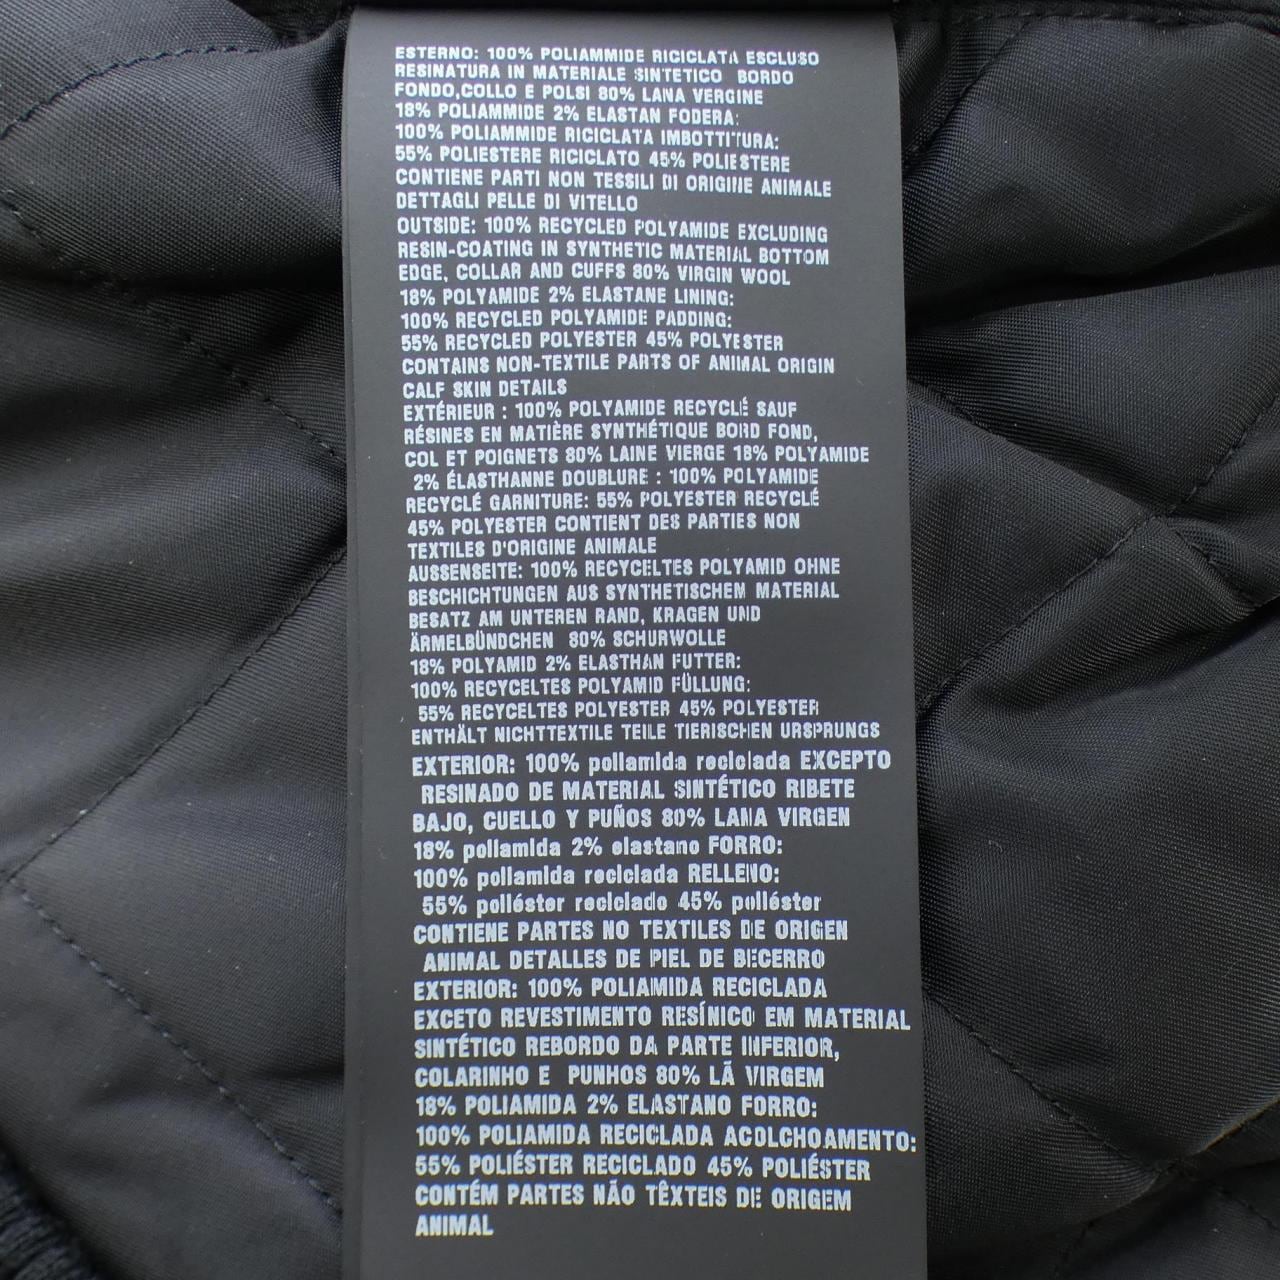 ESTERNO: 100% POLIAMMIDE RICICLATA ESCLUSO
RESINATURA IN MATERIALE SINTETICO BORDO
FONDO,COLLO E POLSI 80% LANA VERGINE
18% POLIAMMIDE 2% ELASTAN FODERA:
100% POLIAMMIDE RICICLATA IMBOTTITURA:
55% POLIESTERE RICICLATO 45% POLIESTERE
CONTIENE PARTI NON TESSILI DI ORIGINE ANIMALE
DETTAGLI PELLE DI VITELLO
OUTSIDE: 100% RECYCLED POLYAMIDE EXCLUDING
RESIN-COATING IN SYNTHETIC MATERIAL BOTTOM
EDGE, COLLAR AND CUFFS 80% VIRGIN WOOL
18% POLYAMIDE 2% ELASTANE LINING:
100% RECYCLED POLYAMIDE PADDING:
55% RECYCLED POLYESTER 45% POLYESTER
CONTAINS NON-TEXTILE PARTS OF ANIMAL ORIGIN
CALF SKIN DETAILS
EXTÉRIEUR : 100% POLYAMIDE RECYCLÉ SAUF
RÉSINES EN MATIÈRE SYNTHÉTIQUE BORD FOND,
COL ET POIGNETS 80% LAINE VIERGE 18% POLYAMIDE
2% ÉLASTHANNE DOUBLURE : 100% POLYAMIDE
RECYCLÉ GARNITURE: 55% POLYESTER RECYCLÉ
45% POLYESTER CONTIENT DES PARTIES NON
TEXTILES D'ORIGINE ANIMALE
AUSSENSEITE: 100% RECYCELTES POLYAMID OHNE
BESCHICHTUNGEN AUS SYNTHETISCHEM MATERIAL
BESATZ AM UNTEREN RAND, KRAGEN UND
ÄRMELBÜNDCHEN 80% SCHURWOLLE
18% POLYAMID 2% ELASTHAN FUTTER:
100% RECYCELTES POLYAMID FÜLLUNG:
55% RECYCELTES POLYESTER 45% POLYESTER
ENTHÄLT NICHTTEXTILE TEILE TIERISCHEN URSPRUNGS
EXTERIOR: 100% poliamida reciclada EXCEPTO
RESINADO DE MATERIAL SINTÉTICO RIBETE
BAJO, CUELLO Y PUÑOS 80% LANA VIRGEN
18% poliamida 2% elastano FORRO:
100% poliamida reciclada RELLENO:
55% poliéster reciclado 45% poliéster
CONTIENE PARTES NO TEXTILES DE ORIGEN
ANIMAL DETALLES DE PIEL DE BECERRO
EXTERIOR: 100% POLIAMIDA RECICLADA
EXCETO REVESTIMENTO RESÍNICO EM MATERIAL
SINTÉTICO REBORDO DA PARTE INFERIOR,
COLARINHO E PUNHOS 80% LÃ VIRGEM
18% POLIAMIDA 2% ELASTANO FORRO:
100% POLIAMIDA RECICLADA ACOLCHOAMENTO:
55% POLIÉSTER RECICLADO 45% POLIÉSTER
CONTÉM PARTES NÃO TÊXTEIS DE ORIGEM
ANIMAL